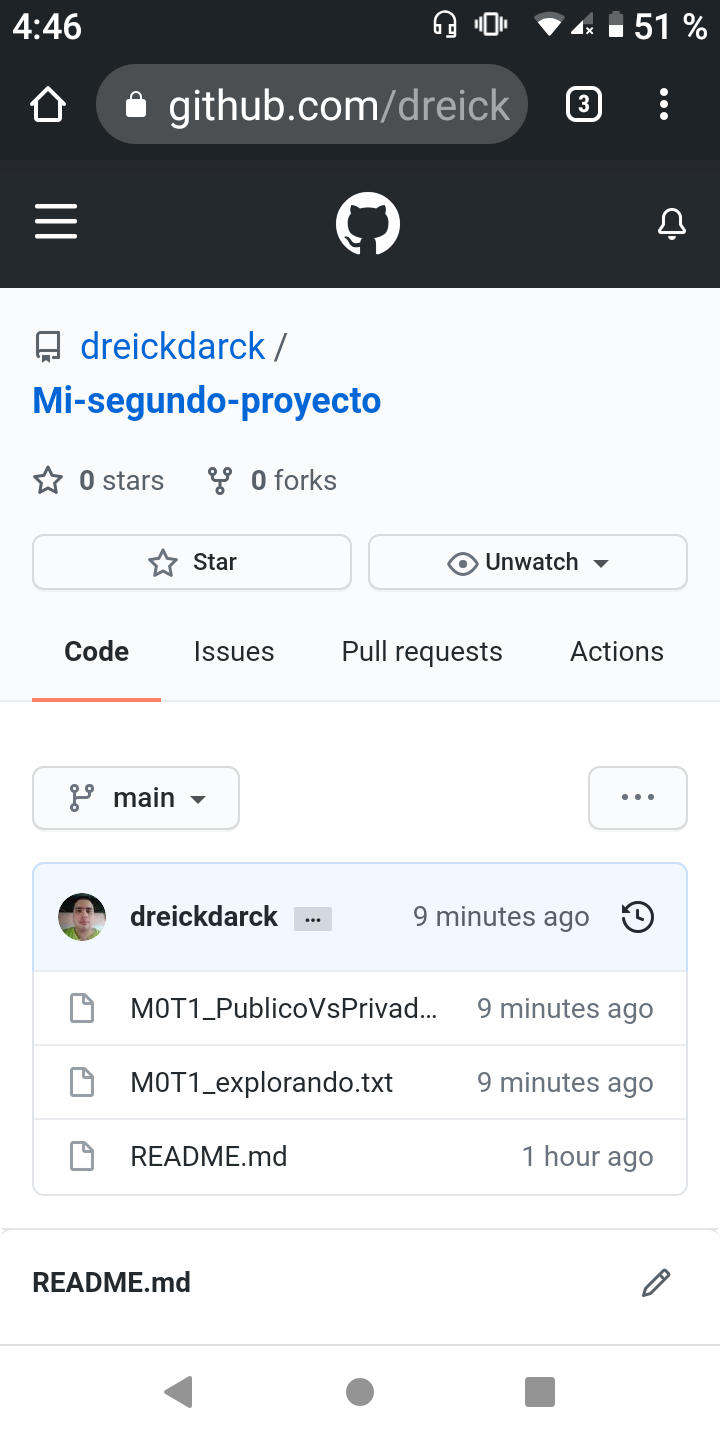 4:46 51 %
github.com/dreick 3
dreickdarck /
Mi-segundo-proyecto
0 stars 0 forks
Star Unwatch
Code Issues Pull requests Actions
main ...
dreickdarck ... 9 minutes ago
M0T1_PublicoVsPrivad... 9 minutes ago
M0T1_explorando.txt 9 minutes ago
README.md 1 hour ago
README.md